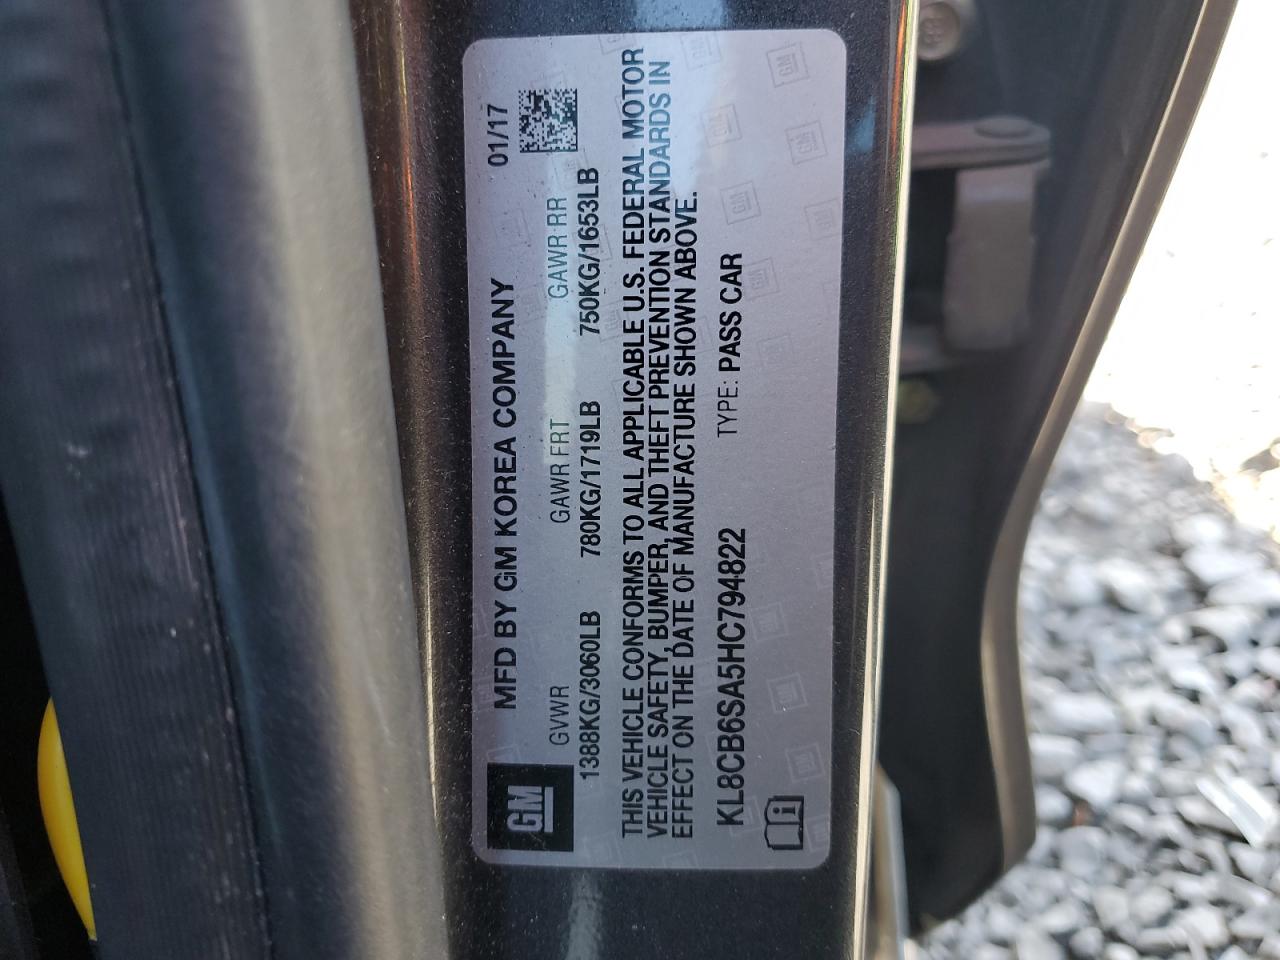 GM
MFD BY GM KOREA COMPANY 01/17
GVWR GAWR FRT GAWR RR
1388KG/3060LB 780KG/1719LB 750KG/1653LB
THIS VEHICLE CONFORMS TO ALL APPLICABLE U.S. FEDERAL MOTOR
VEHICLE SAFETY, BUMPER, AND THEFT PREVENTION STANDARDS IN
EFFECT ON THE DATE OF MANUFACTURE SHOWN ABOVE.
KL8CB6SA5HC794822 TYPE: PASS CAR